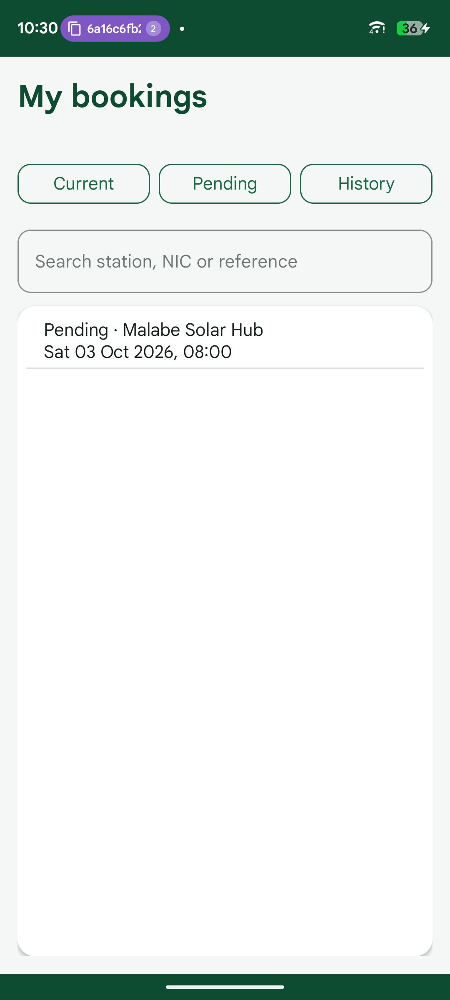 10:30
2
36
My bookings
Current
Pending
History
Search station, NIC or reference
Pending · Malabe Solar Hub
Sat 03 Oct 2026, 08:00